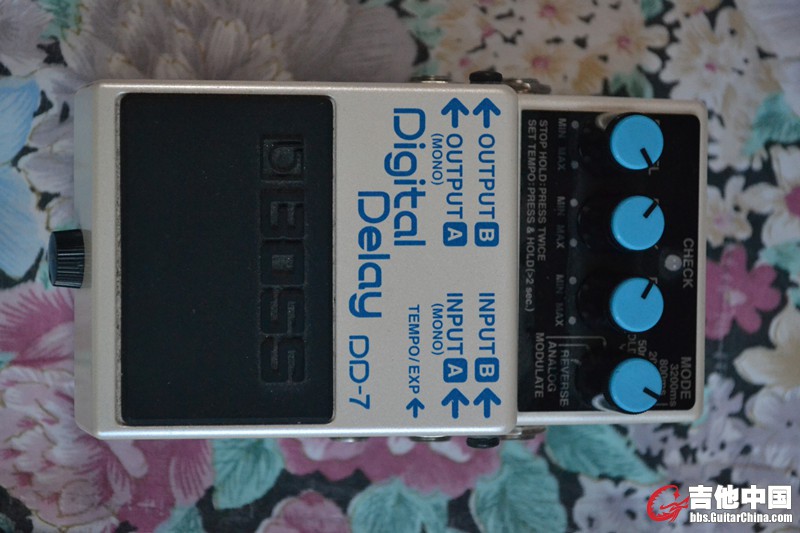 CHECK
MODE
3200ms
800ms
MIN MAX
MIN MAX
MIN MAX
REVERSE
ANALOG
MODULATE
STOP HOLD: PRESS TWICE
SET TEMPO: PRESS & HOLD(>2 sec.)
OUTPUT B
INPUT B
OUTPUT A
INPUT A
(MONO)
(MONO)
TEMPO/EXP
Digital
Delay DD-7
BOSS
吉他中国
bbs.GuitarChina.com